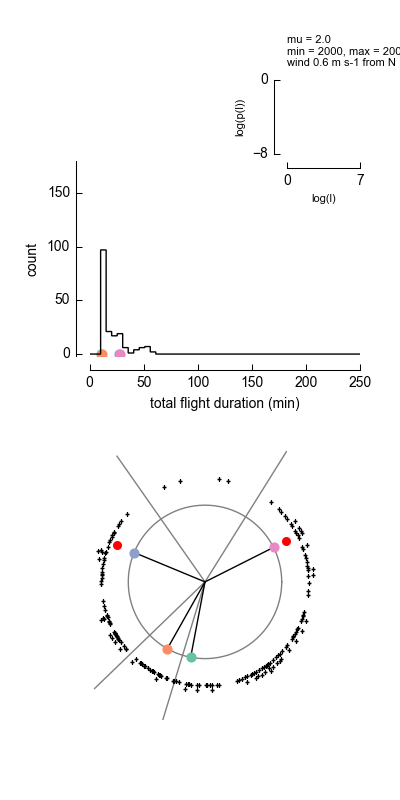 mu = 2.0
min = 2000, max = 200
wind 0.6 m s-1 from N
0
log(p(l))
−8
0 7
log(l)
150
100
50
0
count
0 50 100 150 200 250
total flight duration (min)